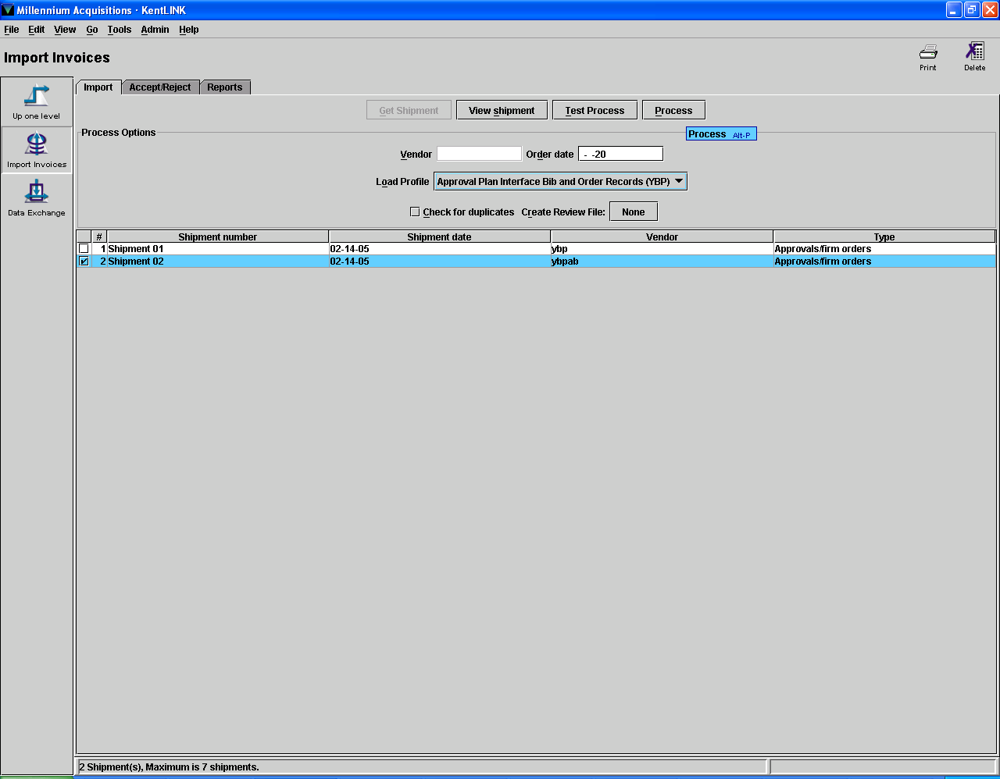 Millennium Acquisitions · KentLINK
File Edit View Go Tools Admin Help
Import Invoices
Print
Delete
Up one level
Import Invoices
Data Exchange
Import Accept/Reject Reports
Get Shipment View shipment Test Process Process
Process Options
Process Alt-P
Vendor Order date - -20
Load Profile Approval Plan Interface Bib and Order Records (YBP)
Check for duplicates Create Review File: None
# Shipment number Shipment date Vendor Type
1 Shipment 01 02-14-05 ybp Approvals/firm orders
2 Shipment 02 02-14-05 ybpab Approvals/firm orders
2 Shipment(s), Maximum is 7 shipments.